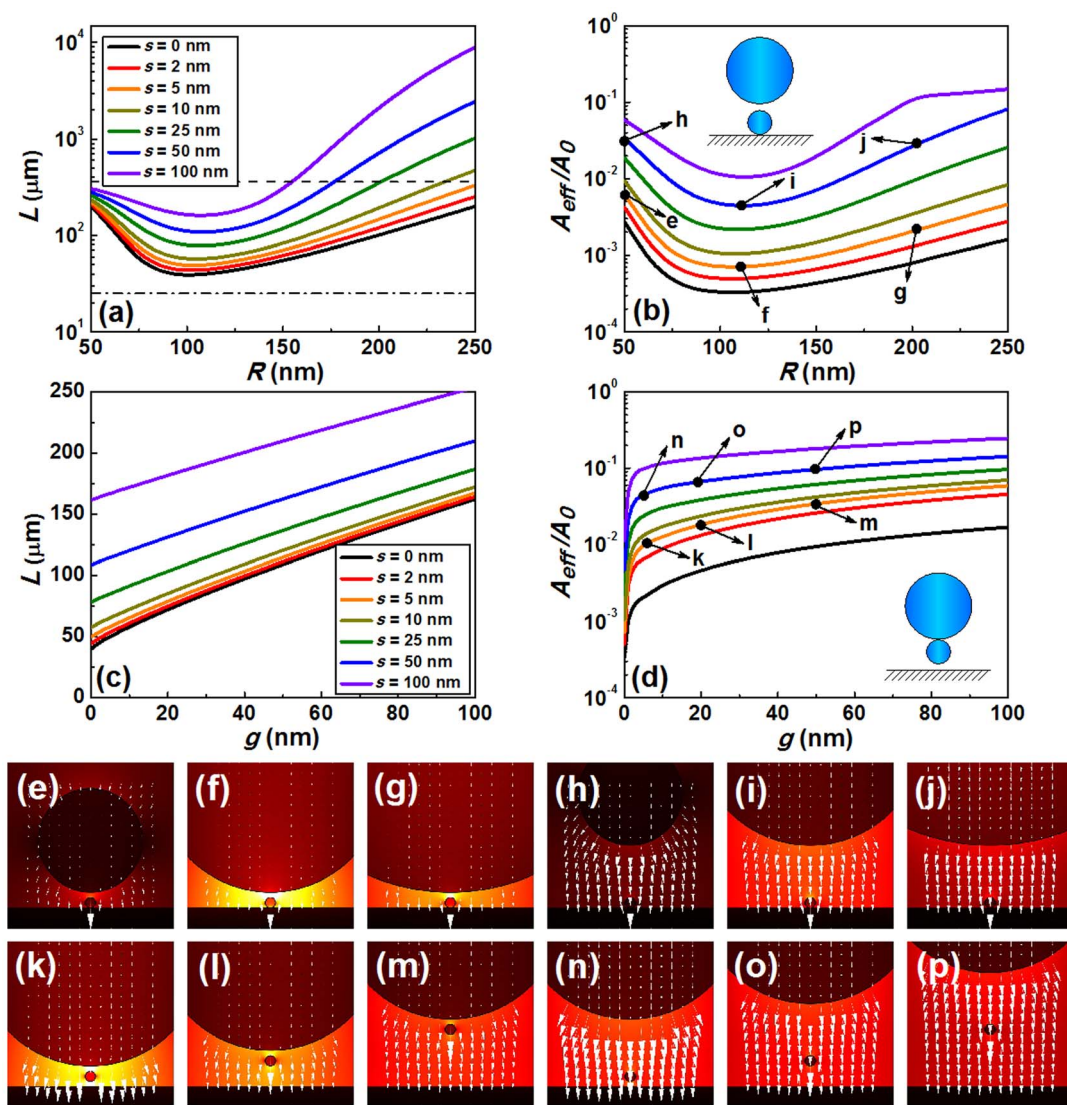 10^4
10^3
10^2
10^1
L (μm)
s = 0 nm
s = 2 nm
s = 5 nm
s = 10 nm
s = 25 nm
s = 50 nm
s = 100 nm
(a)
50 100 150 200 250
R (nm)
10^0
10^-1
10^-2
10^-3
10^-4
A_eff/A_0
h
e
j
i
g
f
(b)
50 100 150 200 250
R (nm)
250
200
150
100
50
0
L (μm)
s = 0 nm
s = 2 nm
s = 5 nm
s = 10 nm
s = 25 nm
s = 50 nm
s = 100 nm
(c)
0 20 40 60 80 100
g (nm)
10^0
10^-1
10^-2
10^-3
10^-4
A_eff/A_0
n
o
p
m
l
k
(d)
0 20 40 60 80 100
g (nm)
(e) (f) (g) (h) (i) (j)
(k) (l) (m) (n) (o) (p)